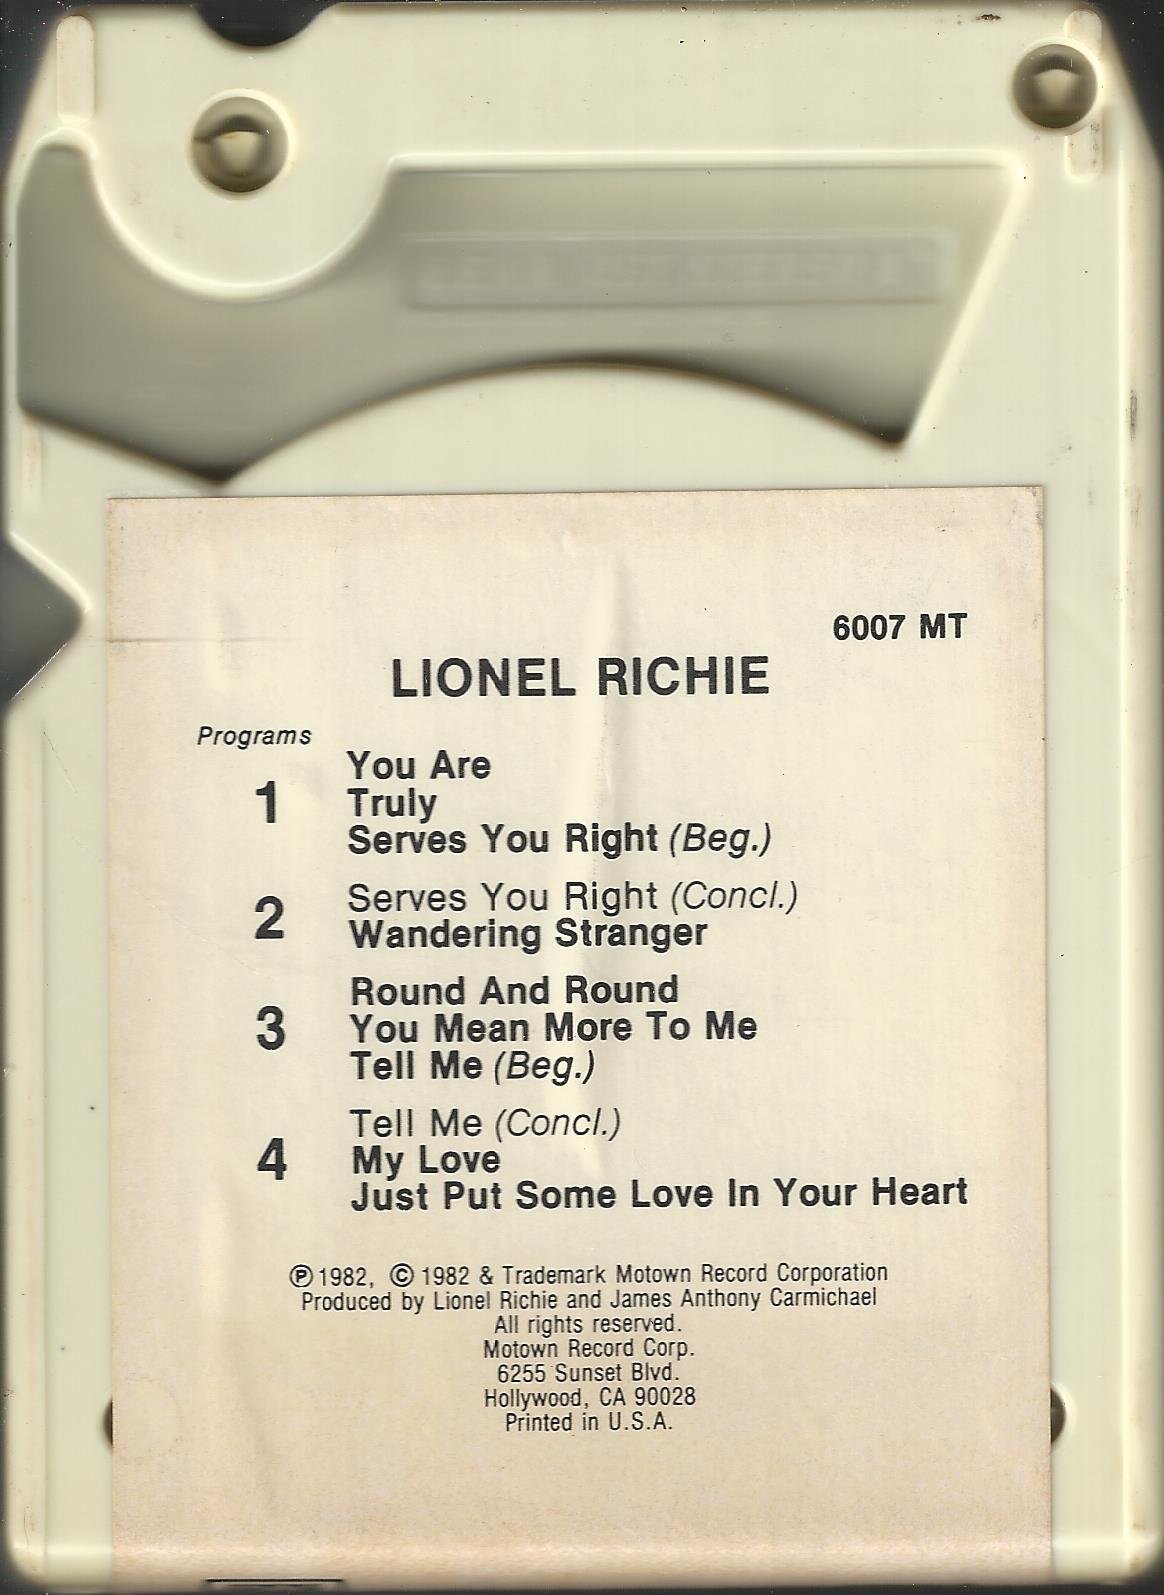 6007 MT
LIONEL RICHIE
Programs
1
You Are
Truly
Serves You Right (Beg.)
2
Serves You Right (Concl.)
Wandering Stranger
3
Round And Round
You Mean More To Me
Tell Me (Beg.)
4
Tell Me (Concl.)
My Love
Just Put Some Love In Your Heart
℗ 1982, © 1982 & Trademark Motown Record Corporation
Produced by Lionel Richie and James Anthony Carmichael
All rights reserved.
Motown Record Corp.
6255 Sunset Blvd.
Hollywood, CA 90028
Printed in U.S.A.